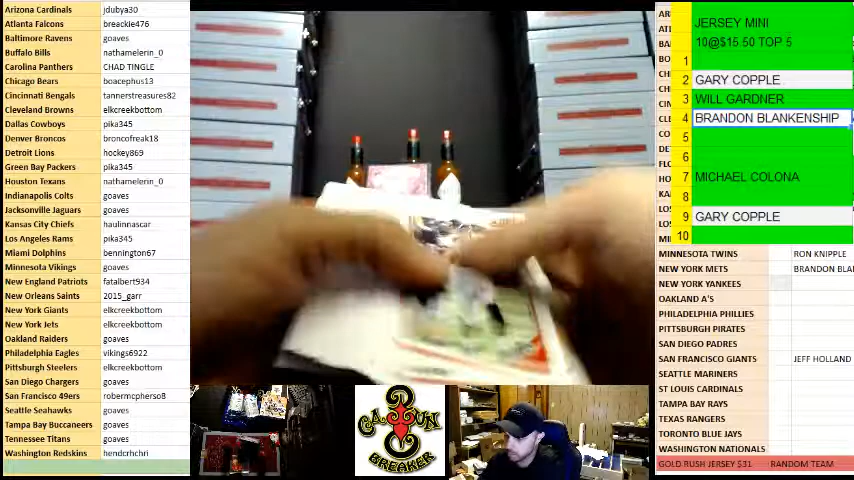 Arizona Cardinals jdubya30
Atlanta Falcons breackie476
Baltimore Ravens goaves
Buffalo Bills nathamelerin_0
Carolina Panthers CHAD TINGLE
Chicago Bears boacephus13
Cincinnati Bengals tannerstreasures82
Cleveland Browns elkcreekbottom
Dallas Cowboys pika345
Denver Broncos broncofreak18
Detroit Lions hockey869
Green Bay Packers pika345
Houston Texans nathamelerin_0
Indianapolis Colts goaves
Jacksonville Jaguars goaves
Kansas City Chiefs haulinnascar
Los Angeles Rams pika345
Miami Dolphins bennington67
Minnesota Vikings goaves
New England Patriots fatalbert934
New Orleans Saints 2015_garr
New York Giants elkcreekbottom
New York Jets elkcreekbottom
Oakland Raiders goaves
Philadelphia Eagles vikings6922
Pittsburgh Steelers elkcreekbottom
San Diego Chargers goaves
San Francisco 49ers robermcpherso8
Seattle Seahawks goaves
Tampa Bay Buccaneers goaves
Tennessee Titans goaves
Washington Redskins hendcrhchri
CAJUN
BREAKER
JERSEY MINI
10@$15.50 TOP 5
1
2 GARY COPPLE
3 WILL GARDNER
4 BRANDON BLANKENSHIP
5
6
7 MICHAEL COLONA
8
9 GARY COPPLE
10
MINNESOTA TWINS RON KNIPPLE
NEW YORK METS BRANDON BLAN
NEW YORK YANKEES
OAKLAND A'S
PHILADELPHIA PHILLIES
PITTSBURGH PIRATES
SAN DIEGO PADRES
SAN FRANCISCO GIANTS JEFF HOLLAND
SEATTLE MARINERS
ST LOUIS CARDINALS
TAMPA BAY RAYS
TEXAS RANGERS
TORONTO BLUE JAYS
WASHINGTON NATIONALS
GOLD RUSH JERSEY $31 RANDOM TEAM